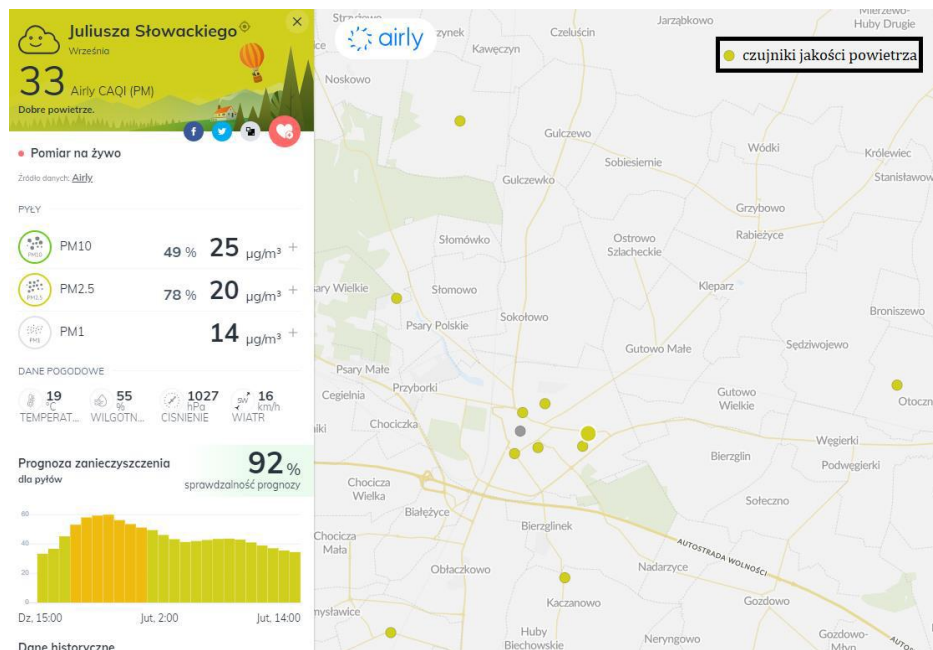 Juliusza Słowackiego
Września
33 Airly CAQI (PM)
Dobre powietrze.
Pomiar na żywo
Źródło danych: Airly
PYŁY
PM10 PM10 49 % 25 µg/m³ +
PM2.5 PM2.5 78 % 20 µg/m³ +
PM1 PM1 14 µg/m³ +
DANE POGODOWE
19 °C 55 % 1027 hPa SW 16 km/h
TEMPERAT... WILGOTN... CIŚNIENIE WIATR
Prognoza zanieczyszczenia
dla pyłów
92 %
sprawdzalność prognozy
60
40
20
0
Dz, 15:00 Jut, 2:00 Jut, 14:00
Dane historyczne
airly
czujniki jakości powietrza
Jarząbkowo
Huby Drugie
Czeluścin
Kawęczyn
Noskowo
Gulczewo
Wódki
Królewiec
Sobiesiernie
Stanisławow
Gulczewko
Grzybowo
Słomówko
Ostrowo
Szlacheckie
Rabieżyce
Słomowo
Kleparz
Sokołowo
Broniszewo
Psary Polskie
Gutowo Małe
Sędziwojewo
Psary Małe
Przyborki
Cegielnia
Gutowo
Wielkie
Chociczka
Węgierki
Bierzglin
Podwęgierki
Chocicza
Wielka
Sołeczno
Białężyce
Bierzglinek
Chocicza
Mała
AUTOSTRADA WOLNOŚCI
Obłaczkowo
Nadarzyce
Kaczanowo
Gozdowo
Huby
Biechowskie
Neryngowo
Gozdowo-
Młyn